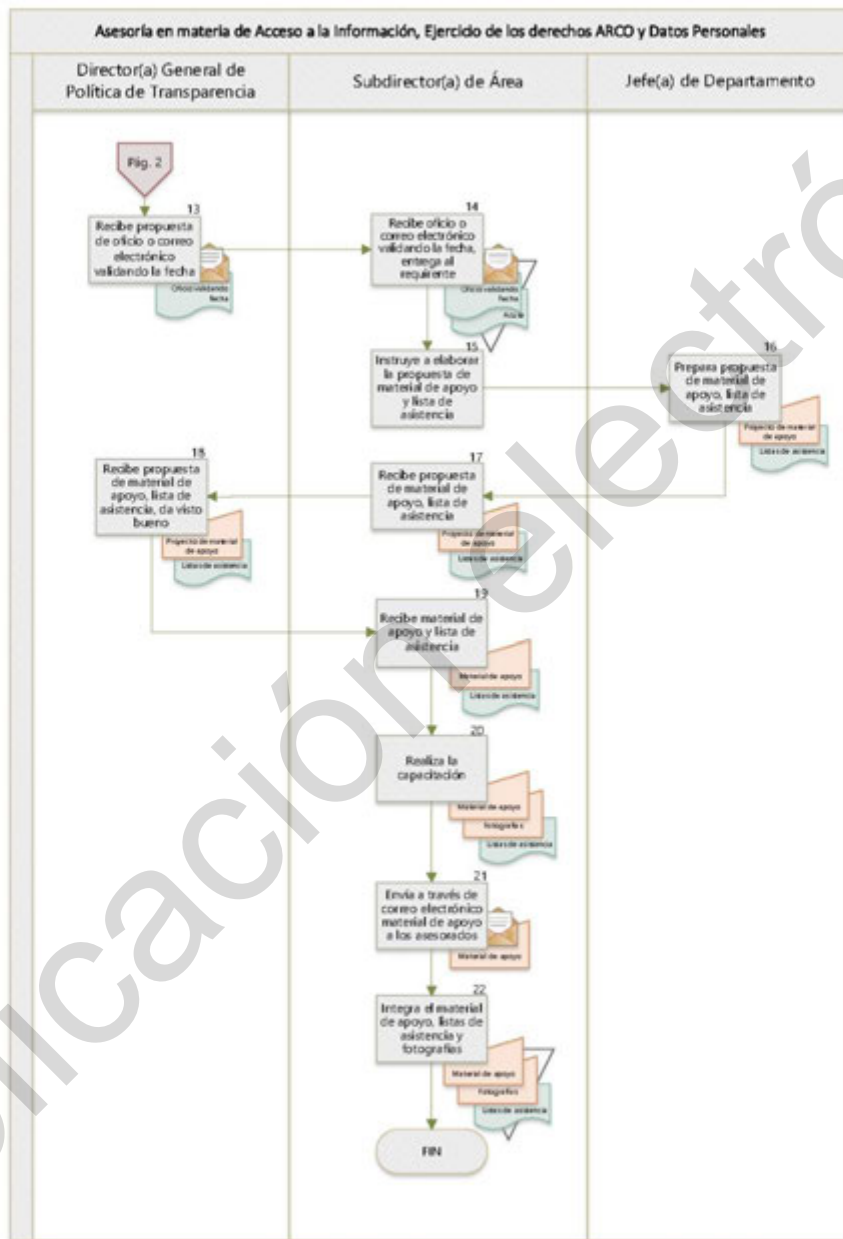 Asesoría en materia de Acceso a la Información, Ejercicio de los derechos ARCO y Datos Personales
Director(a) General de
Política de Transparencia
Subdirector(a) de Área
Jefe(a) de Departamento
Pág. 2
13
Recibe propuesta
de oficio o correo
electrónico
validando la fecha
Oficio validando
fecha
14
Recibe oficio o
correo electrónico
validando la fecha,
entrega al
requirente
Oficio validando
fecha
Acuse
15
Instruye a elaborar
la propuesta de
material de apoyo
y lista de
asistencia
16
Prepara propuesta
de material de
apoyo, lista de
asistencia
Proyecto de material
de apoyo
Listas de asistencia
17
Recibe propuesta
de material de
apoyo, lista de
asistencia
Proyecto de material
de apoyo
Listas de asistencia
18
Recibe propuesta
de material de
apoyo, lista de
asistencia, da visto
bueno
Proyecto de material
de apoyo
Listas de asistencia
19
Recibe material de
apoyo y lista de
asistencia
Material de apoyo
Listas de asistencia
20
Realiza la
capacitación
Material de apoyo
Fotografías
Listas de asistencia
21
Envía a través de
correo electrónico
material de apoyo
a los asesorados
Material de apoyo
22
Integra el material
de apoyo, listas de
asistencia y
fotografías
Material de apoyo
Fotografías
Listas de asistencia
FIN
licación electró